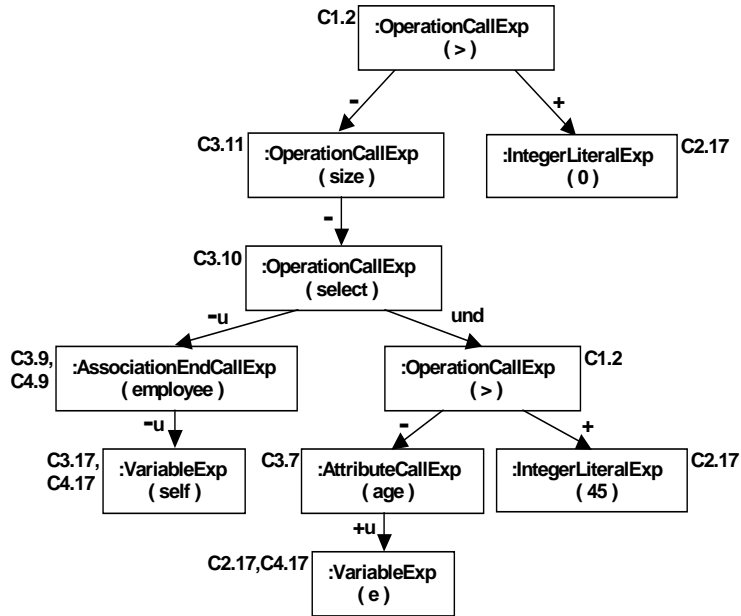 C1.2
:OperationCallExp
( > )
-
+
C3.11
:OperationCallExp
( size )
:IntegerLiteralExp
( 0 )
C2.17
-
C3.10
:OperationCallExp
( select )
-u
und
C3.9,
C4.9
:AssociationEndCallExp
( employee )
:OperationCallExp
( > )
C1.2
-u
-
+
C3.17,
C4.17
:VariableExp
( self )
C3.7
:AttributeCallExp
( age )
:IntegerLiteralExp
( 45 )
C2.17
+u
C2.17,C4.17
:VariableExp
( e )